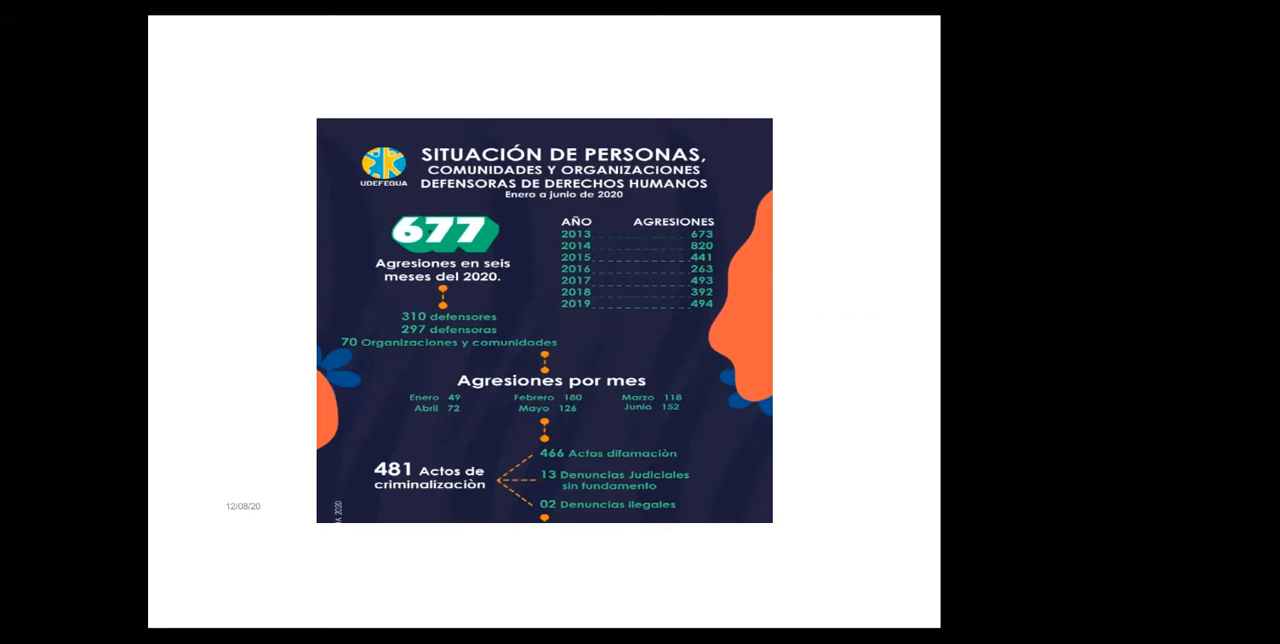 UDEFEGUA
SITUACIÓN DE PERSONAS,
COMUNIDADES Y ORGANIZACIONES
DEFENSORAS DE DERECHOS HUMANOS
Enero a junio de 2020
677
Agresiones en seis
meses del 2020.
310 defensores
297 defensoras
70 Organizaciones y comunidades
AÑO AGRESIONES
2013 673
2014 820
2015 441
2016 263
2017 493
2018 392
2019 494
Agresiones por mes
Enero 49 Febrero 180 Marzo 118
Abril 72 Mayo 126 Junio 152
481 Actos de
criminalizaciòn
466 Actos difamaciòn
13 Denuncias Judiciales
sin fundamento
02 Denuncias ilegales
12/08/20
2020